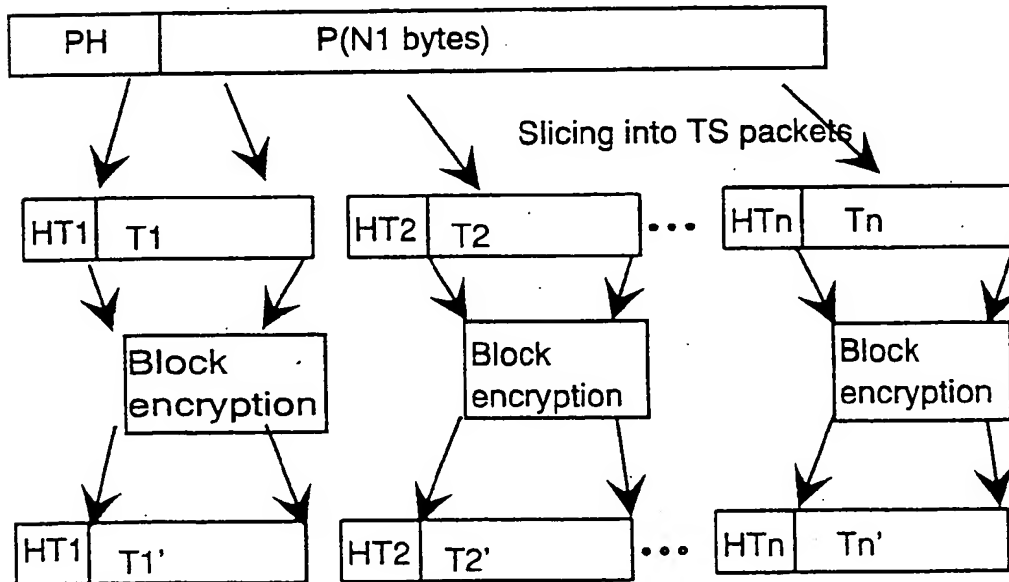 PH P(N1 bytes)
Slicing into TS packets
HT1 T1 HT2 T2 ... HTn Tn
Block encryption
Block encryption
Block encryption
HT1 T1' HT2 T2' ... HTn Tn'